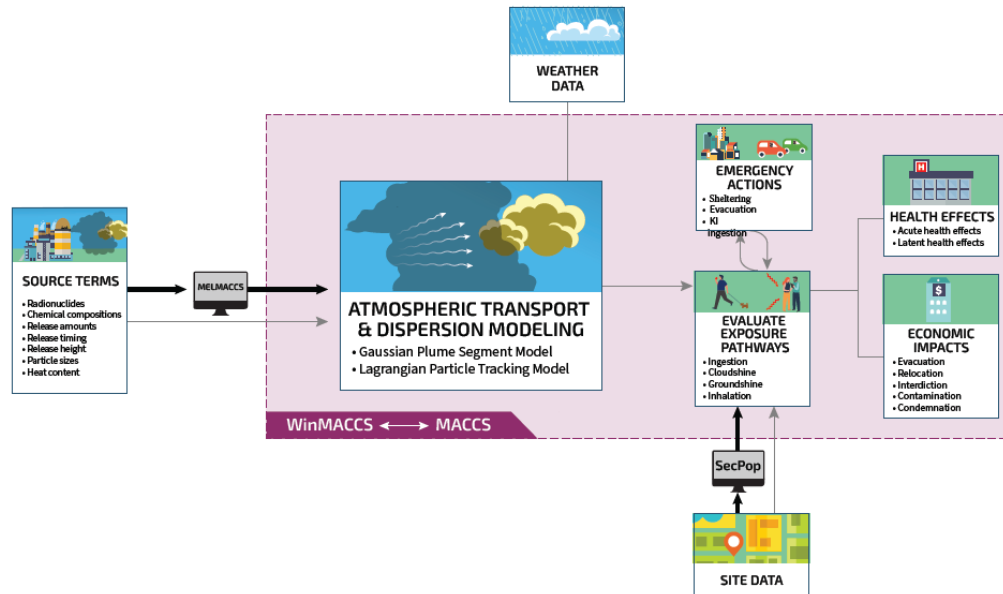 WEATHER
DATA
H
EMERGENCY
ACTIONS
• Sheltering
• Evacuation
• KI
ingestion
HEALTH EFFECTS
• Acute health effects
• Latent health effects
SOURCE TERMS
• Radionuclides
• Chemical compositions
• Release amounts
• Release timing
• Release height
• Particle sizes
• Heat content
MELMACCS
ATMOSPHERIC TRANSPORT
& DISPERSION MODELING
• Gaussian Plume Segment Model
• Lagrangian Particle Tracking Model
EVALUATE
EXPOSURE
PATHWAYS
• Ingestion
• Cloudshine
• Groundshine
• Inhalation
$
ECONOMIC
IMPACTS
• Evacuation
• Relocation
• Interdiction
• Contamination
• Condemnation
WinMACCS ⟷ MACCS
SecPop
SITE DATA